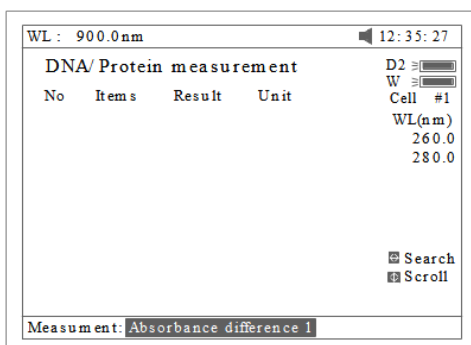 WL: 900.0nm 12:35:27
DNA/Protein measurement
D2
W
No Items Result Unit
Cell #1
WL(nm)
260.0
280.0
Search
Scroll
Measument: Absorbance difference 1